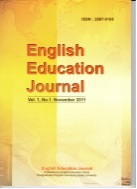 ISSN : 2087-0108
English
Education
Journal
Vol. 1, No.1, November 2011
English Education Journal